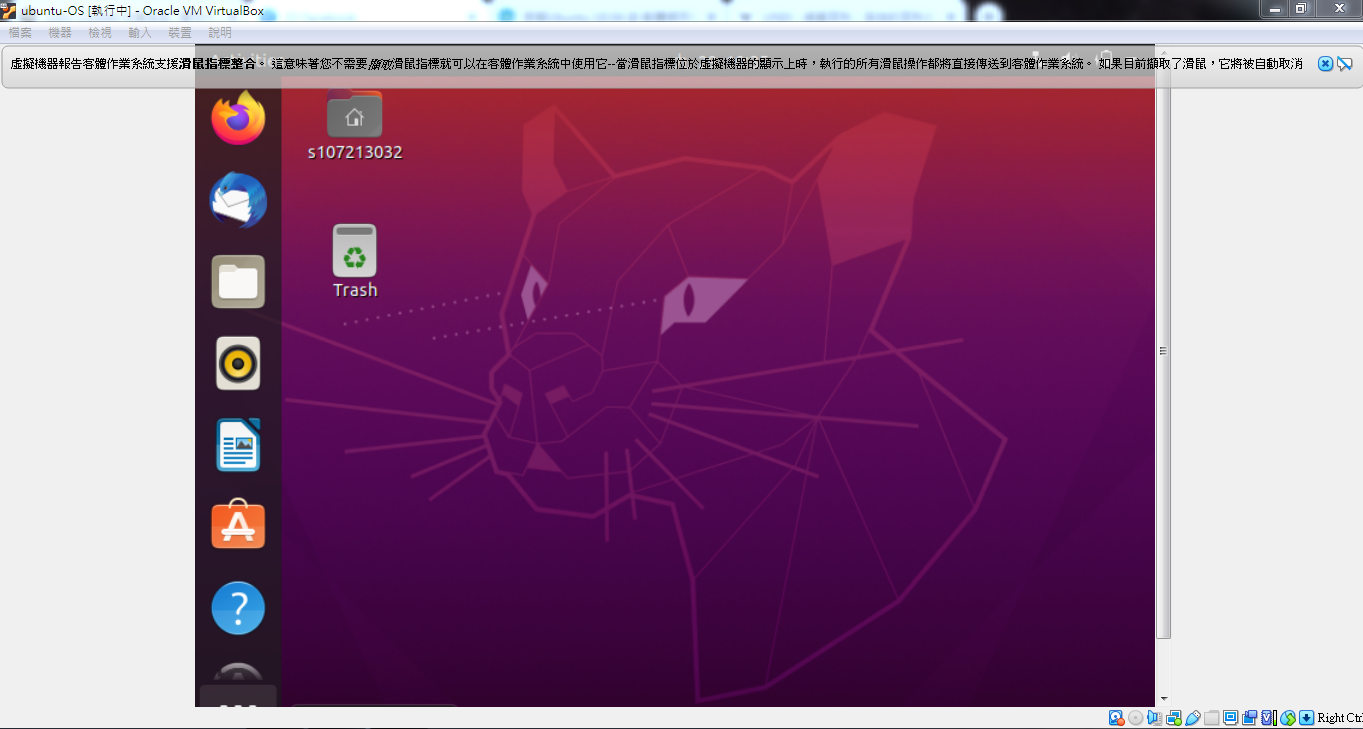 ubuntu-OS [執行中] - Oracle VM VirtualBox
檔案 機器 檢視 輸入 裝置 說明
虛擬機器報告客體作業系統支援滑鼠指標整合。這意味著您不需要擷取滑鼠指標就可以在客體作業系統中使用它--當滑鼠指標位於虛擬機器的顯示上時，執行的所有滑鼠操作都將直接傳送到客體作業系統。 如果目前擷取了滑鼠，它將被自動取消
s107213032
Trash
Right Ctrl